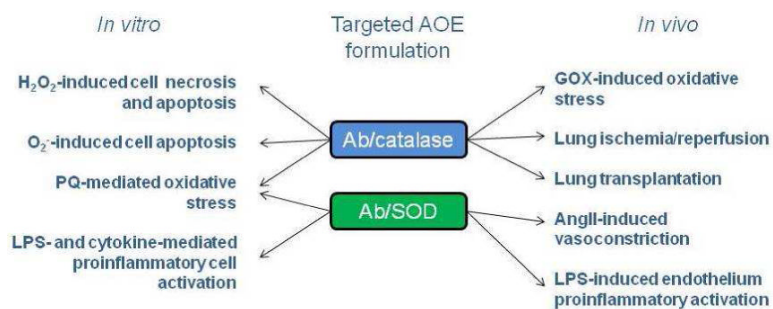 In vitro
Targeted AOE
formulation
In vivo
H₂O₂-induced cell necrosis
and apoptosis
O₂⁻-induced cell apoptosis
PQ-mediated oxidative
stress
LPS- and cytokine-mediated
proinflammatory cell
activation
Ab/catalase
Ab/SOD
GOX-induced oxidative
stress
Lung ischemia/reperfusion
Lung transplantation
AngII-induced
vasoconstriction
LPS-induced endothelium
proinflammatory activation